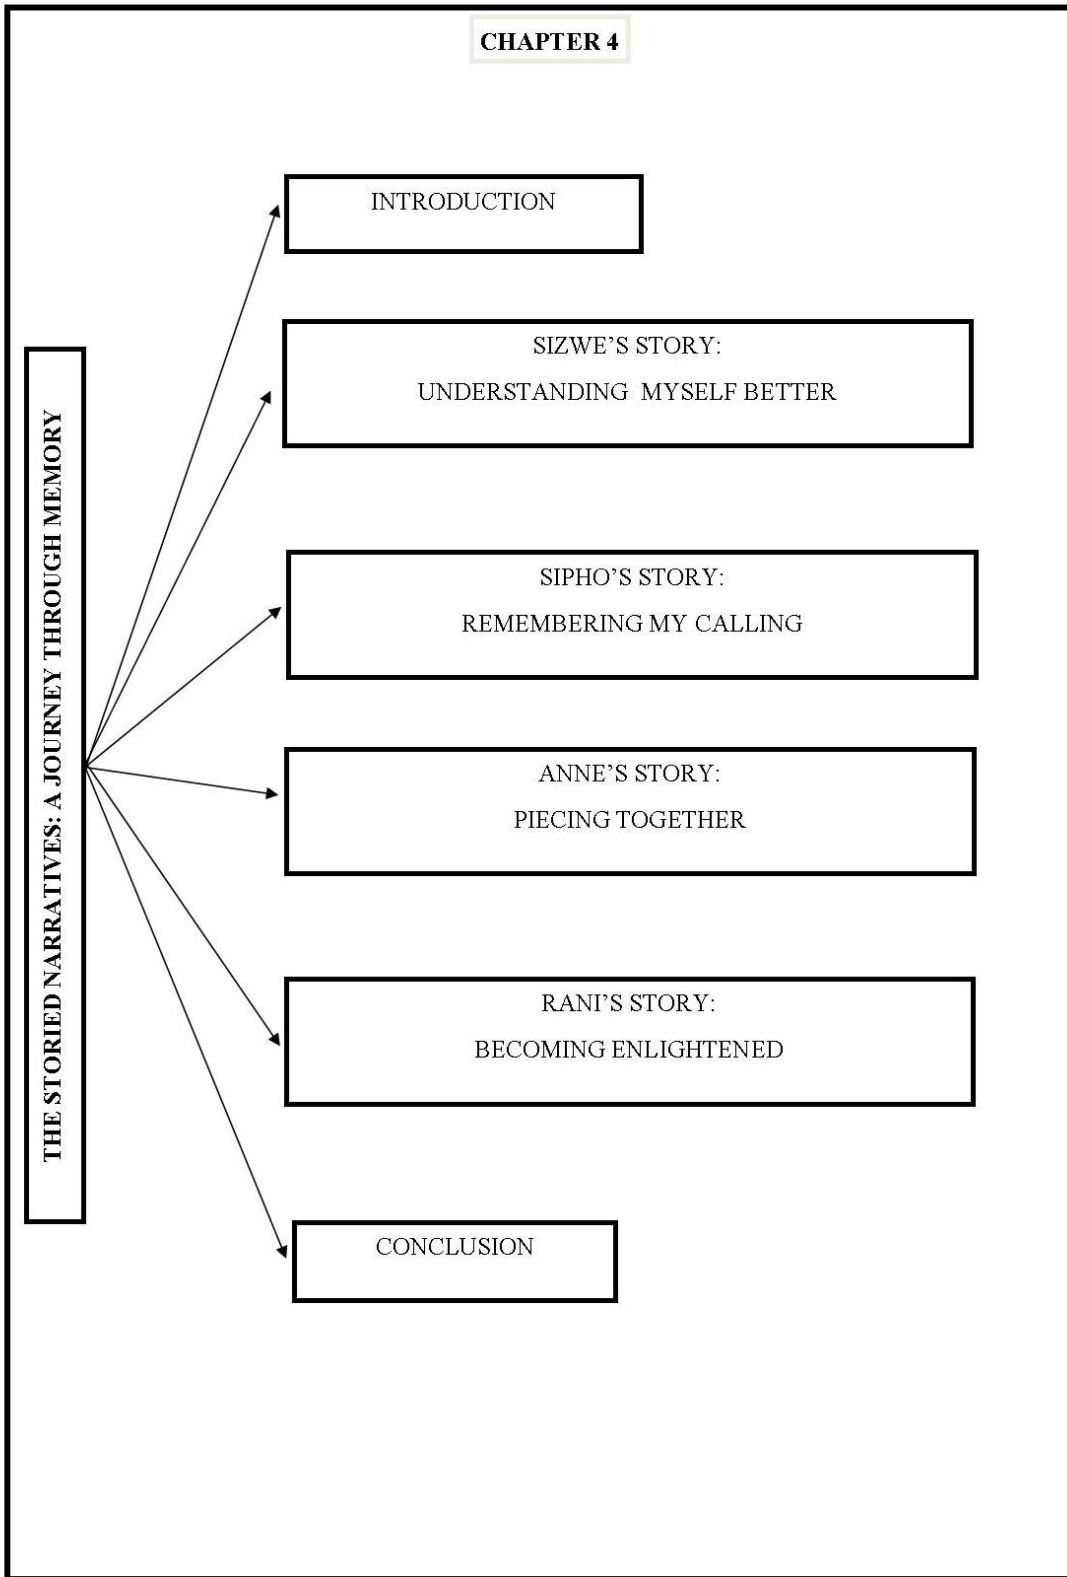 CHAPTER 4
THE STORIED NARRATIVES: A JOURNEY THROUGH MEMORY
INTRODUCTION
SIZWE’S STORY:
UNDERSTANDING MYSELF BETTER
SIPHO’S STORY:
REMEMBERING MY CALLING
ANNE’S STORY:
PIECING TOGETHER
RANI’S STORY:
BECOMING ENLIGHTENED
CONCLUSION